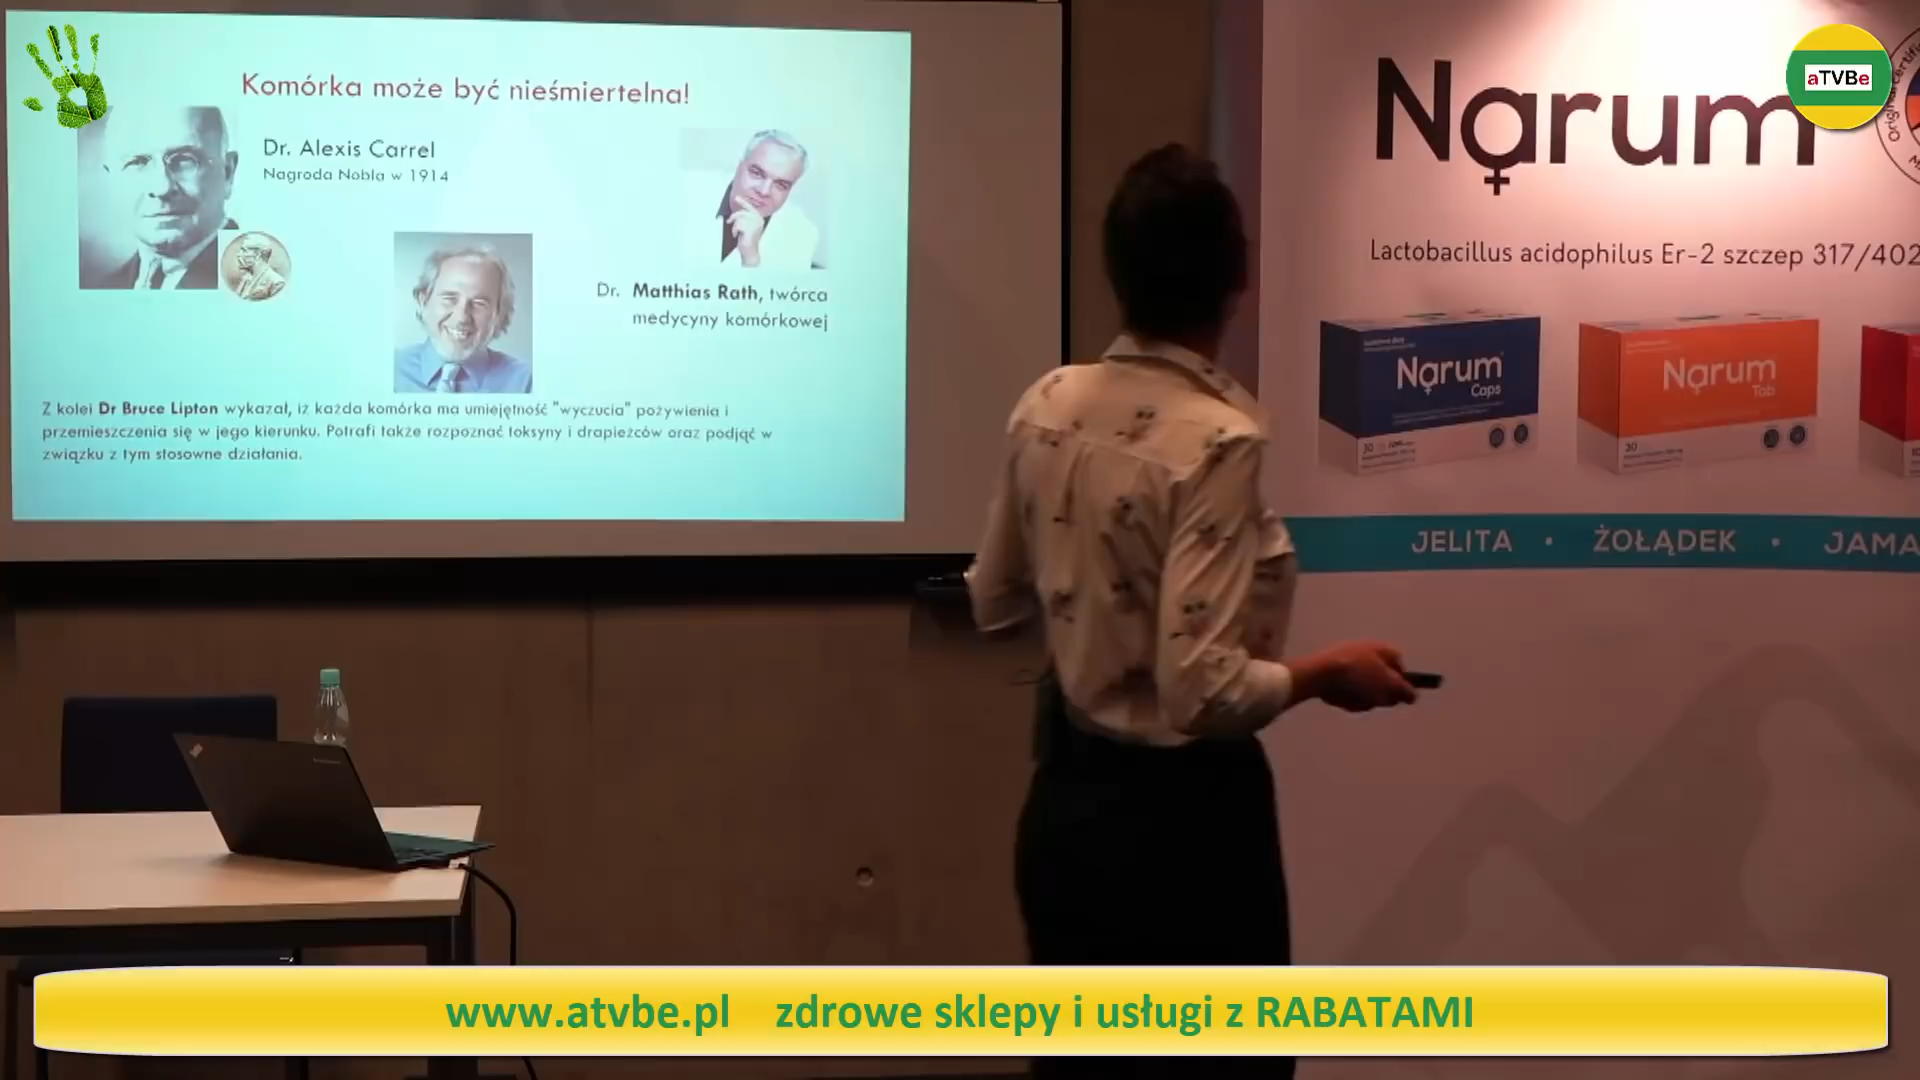 Komórka może być nieśmiertelna!
Dr. Alexis Carrel
Nagroda Nobla w 1914
Dr. Matthias Rath, twórca
medycyny komórkowej
Z kolei Dr Bruce Lipton wykazał, iż każda komórka ma umiejętność "wyczucia" pożywienia i
przemieszczenia się w jego kierunku. Potrafi także rozpoznać toksyny i drapieżców oraz podjąć w
związku z tym stosowne działania.
Narum
aTVBe
Lactobacillus acidophilus Er-2 szczep 317/402
Narum
Caps
30
Narum
Tab
30
JELITA • ŻOŁĄDEK • JAMA
www.atvbe.pl zdrowe sklepy i usługi z RABATAMI